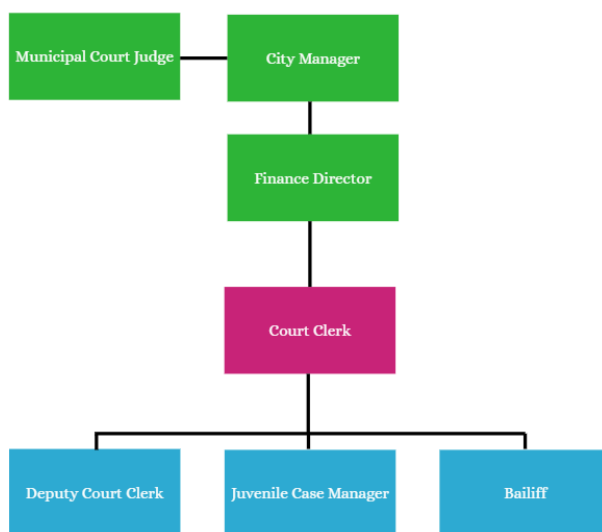 Municipal Court Judge
City Manager
Finance Director
Court Clerk
Deputy Court Clerk
Juvenile Case Manager
Bailiff